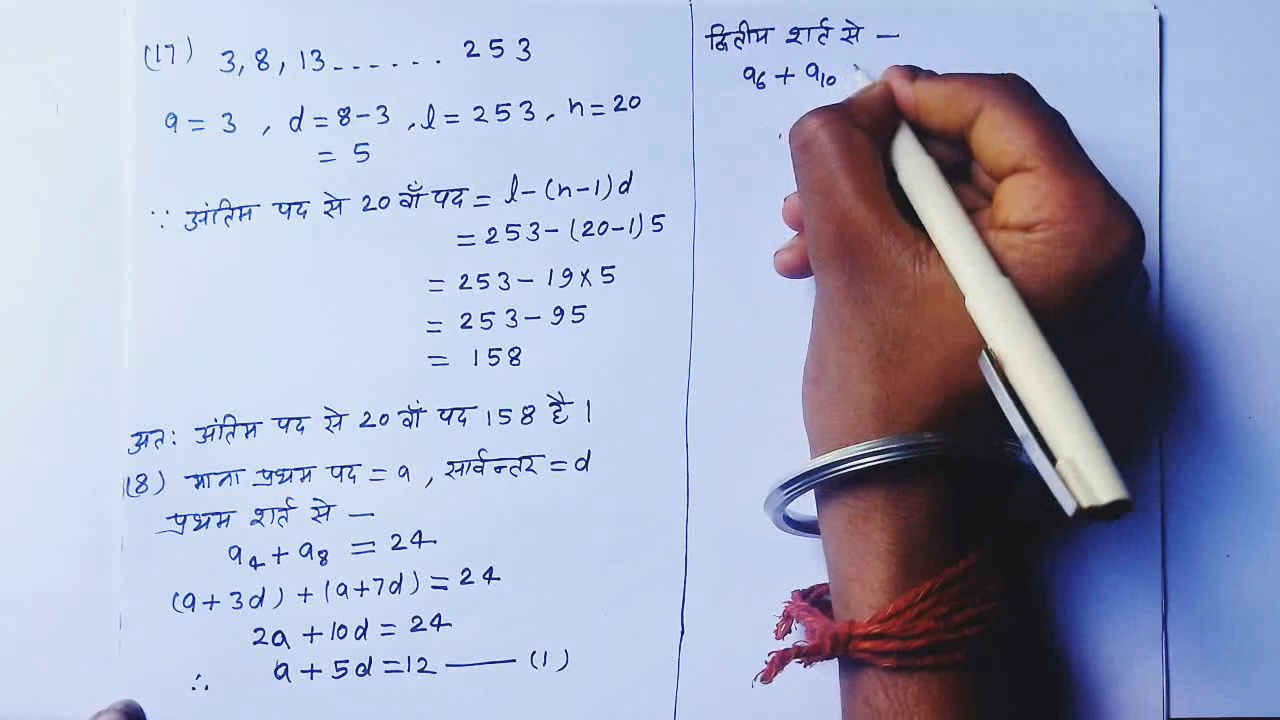 (17) 3, 8, 13 ...... 253
a = 3 , d = 8-3 , l = 253 , n = 20
= 5
∵ अंतिम पद से 20 वाँ पद = l-(n-1)d
= 253-(20-1)5
= 253-19×5
= 253-95
= 158
अत: अंतिम पद से 20 वाँ पद 158 है ।
(18) माना प्रथम पद = a , सार्वन्तर = d
प्रथम शर्त से -
a₄ + a₈ = 24
(a+3d) + (a+7d) = 24
2a + 10d = 24
∴ a + 5d = 12 —— (1)
द्वितीय शर्त से -
a₆ + a₁₀